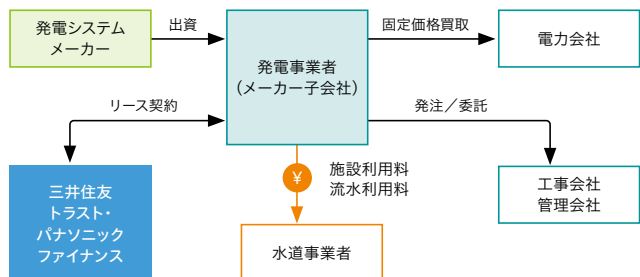 発電システム
メーカー
出資
発電事業者
(メーカー子会社)
固定価格買取
電力会社
リース契約
発注／委託
三井住友
トラスト・
パナソニック
ファイナンス
¥
施設利用料
流水利用料
工事会社
管理会社
水道事業者